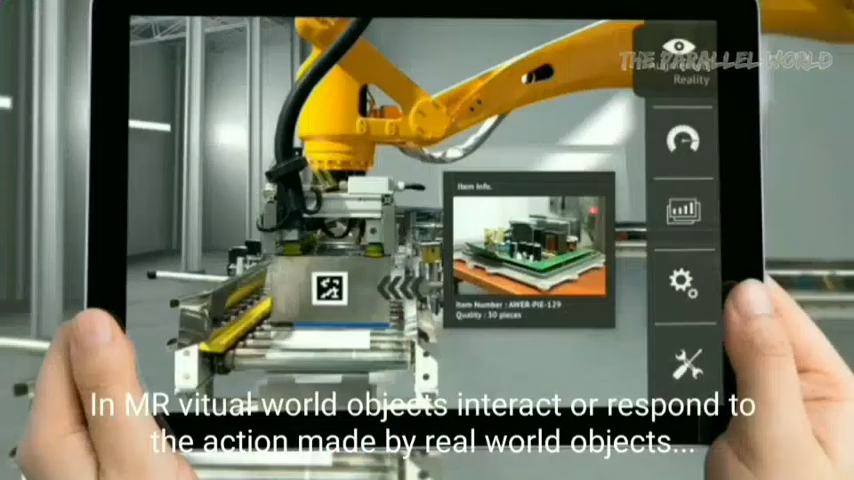 THE PARALLEL WORLD
Reality
Item Info.
Item Number : AWER-PIE-129
Quality : 30 pieces
In MR vitual world objects interact or respond to
the action made by real world objects...